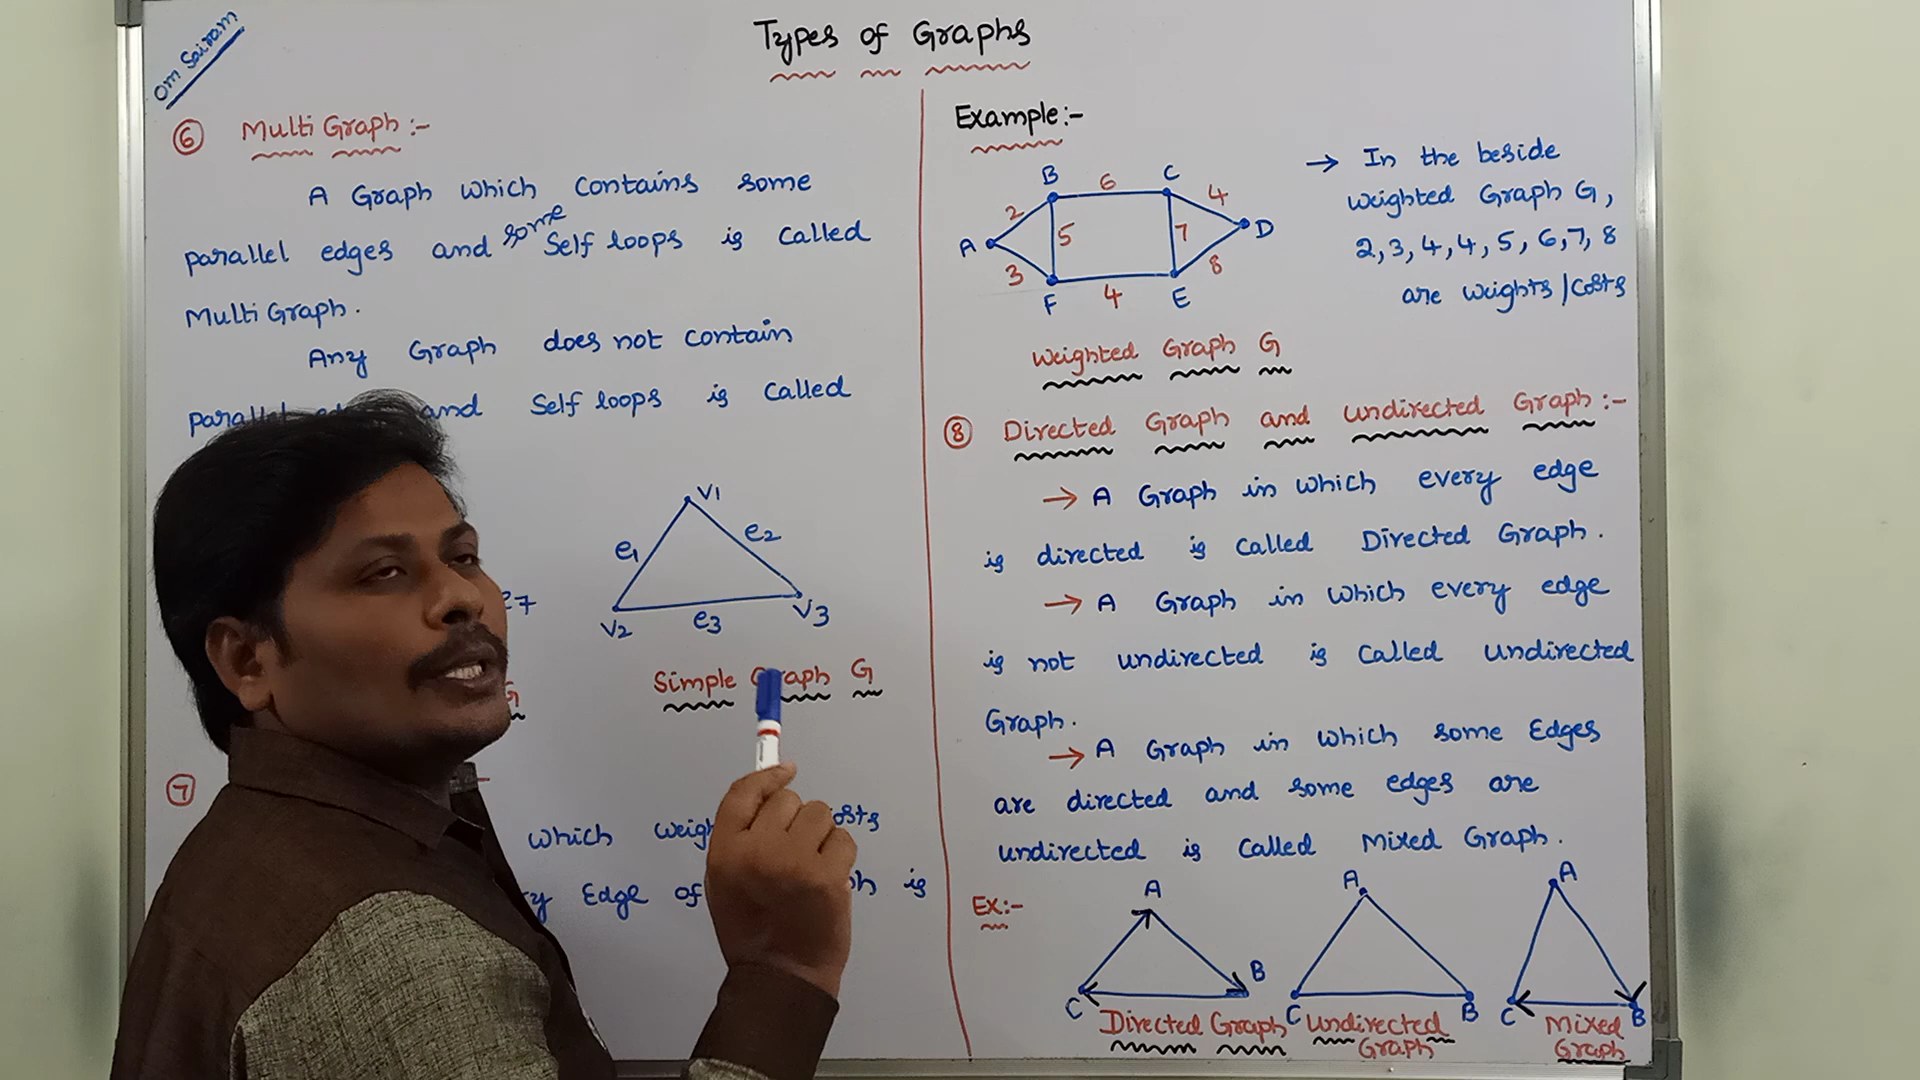 Om Sairam
Types of Graphs
6 Multi Graph :-
A Graph which contains some
parallel edges and some Self loops is called
Multi Graph.
Any Graph does not contain
parallel and Self loops is called
V1
e1
e2
e7
V2
e3
V3
G
Simple Graph G
7
which
Edge of is
Example:-
B 6 C
2 4
A 5 7 D
3 8
F 4 E
Weighted Graph G
→ In the beside
weighted Graph G,
2, 3, 4, 4, 5, 6, 7, 8
are weights/costs
8 Directed Graph and undirected Graph :-
→ A Graph in which every edge
is directed is called Directed Graph.
→ A Graph in which every edge
is not undirected is called undirected
Graph.
→ A Graph in which some Edges
are directed and some edges are
undirected is called Mixed Graph.
Ex:-
A
B
C
Directed Graph
A
C
B
Undirected
Graph
A
C
B
Mixed
Graph